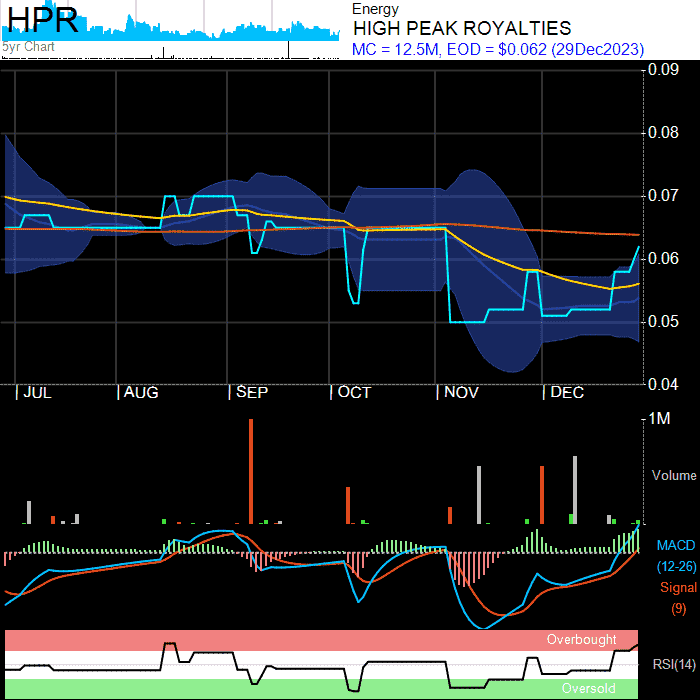 HPR
5yr Chart
Energy
HIGH PEAK ROYALTIES
MC = 12.5M, EOD = $0.062 (29Dec2023)
0.09
0.08
0.07
0.06
0.05
0.04
JUL AUG SEP OCT NOV DEC
1M
Volume
MACD
(12-26)
Signal
(9)
Overbought
RSI(14)
Oversold